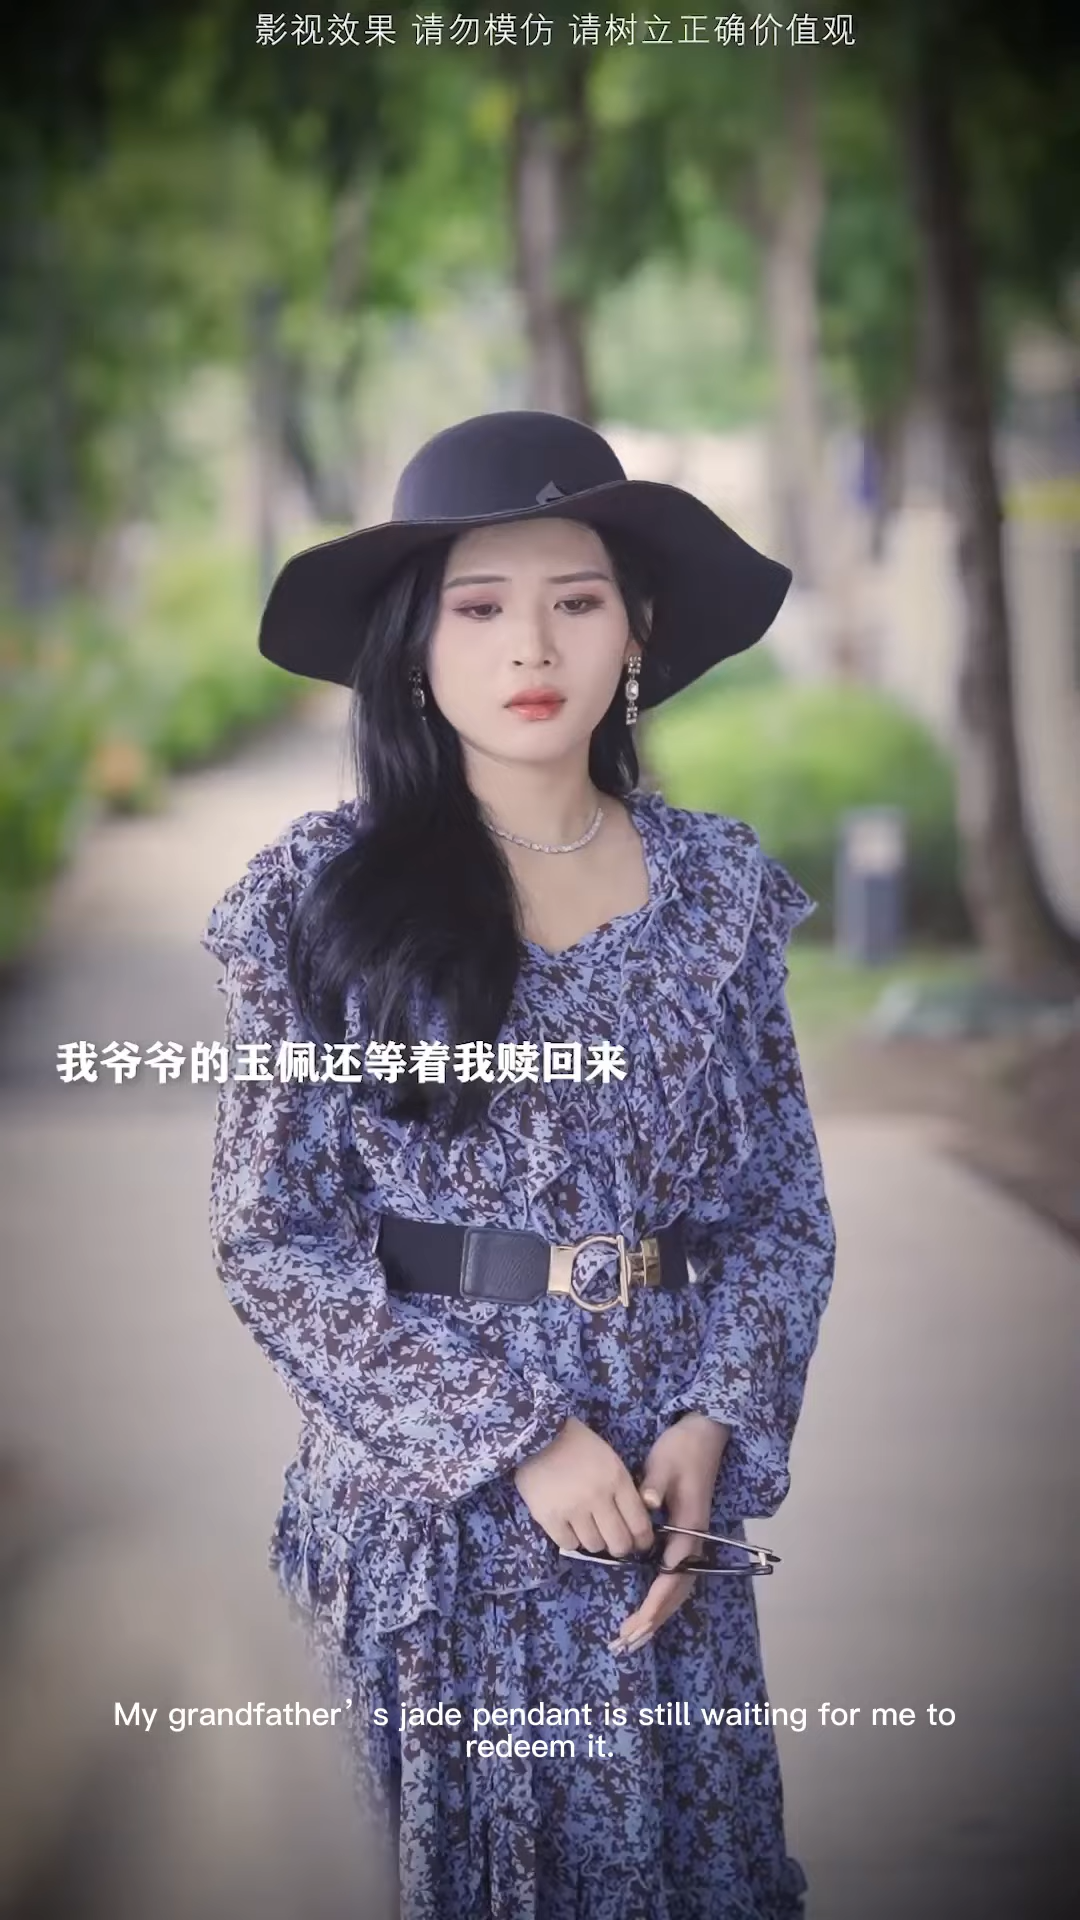 影视效果 请勿模仿 请树立正确价值观
我爷爷的玉佩还等着我赎回来
My grandfather’s jade pendant is still waiting for me to
redeem it.